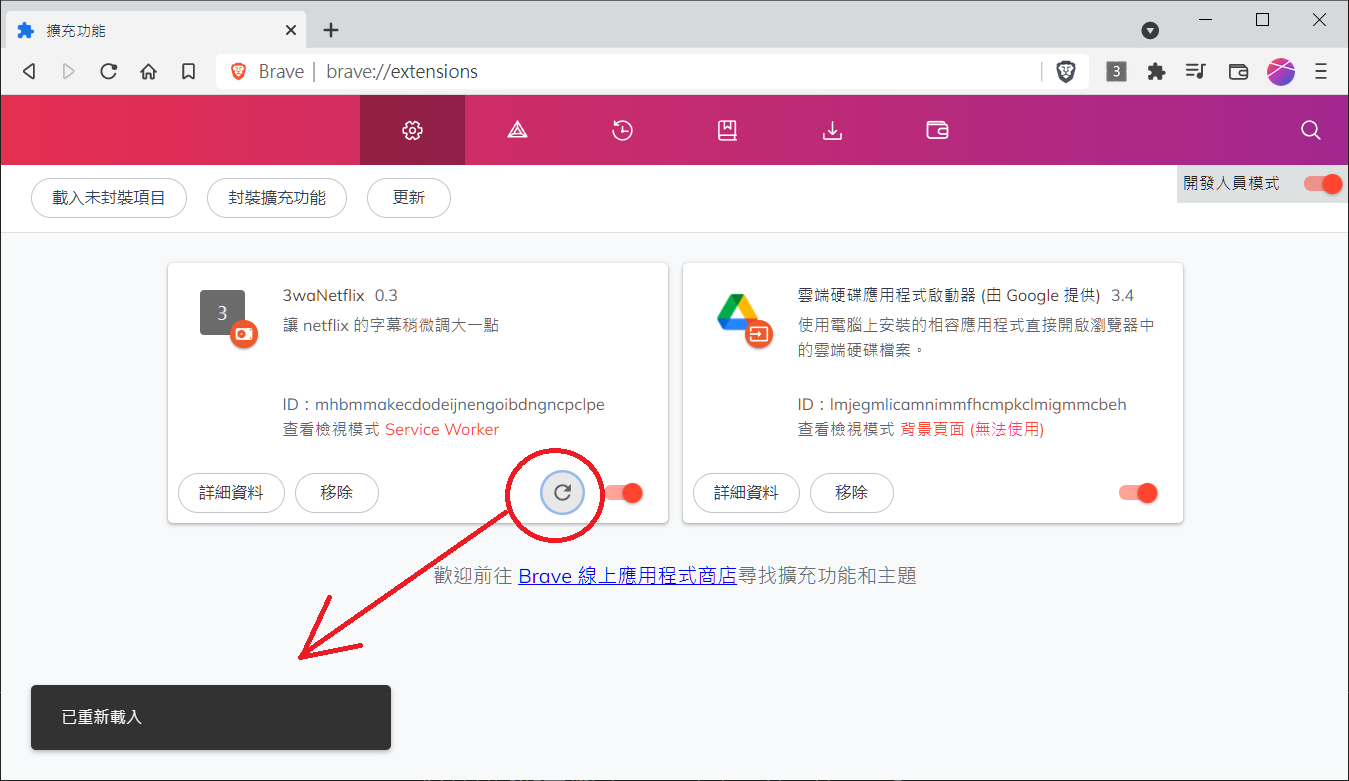 擴充功能
Brave | brave://extensions
3
開發人員模式
載入未封裝項目
封裝擴充功能
更新
3
3waNetflix 0.3
讓 netflix 的字幕稍微調大一點
ID：mhbmmakecdodeijnengoibdngncpclpe
查看檢視模式 Service Worker
詳細資料
移除
雲端硬碟應用程式啟動器 (由 Google 提供) 3.4
使用電腦上安裝的相容應用程式直接開啟瀏覽器中
的雲端硬碟檔案。
ID：lmjegmlicamnimmfhcmpkclmigmmcbeh
查看檢視模式 背景頁面 (無法使用)
詳細資料
移除
歡迎前往 Brave 線上應用程式商店尋找擴充功能和主題
已重新載入